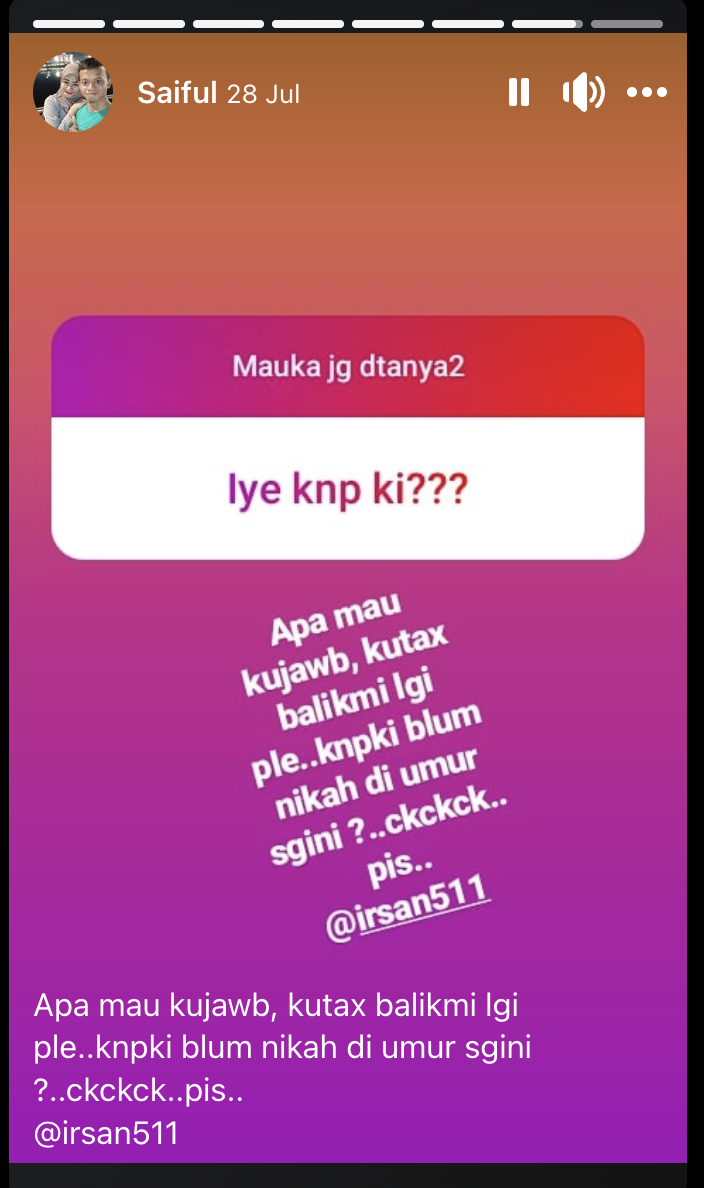 Saiful 28 Jul
Mauka jg dtanya2
Iye knp ki???
Apa mau
kujawb, kutax
balikmi lgi
ple..knpki blum
nikah di umur
sgini ?..ckckck..
pis..
@irsan511
Apa mau kujawb, kutax balikmi lgi
ple..knpki blum nikah di umur sgini
?..ckckck..pis..
@irsan511